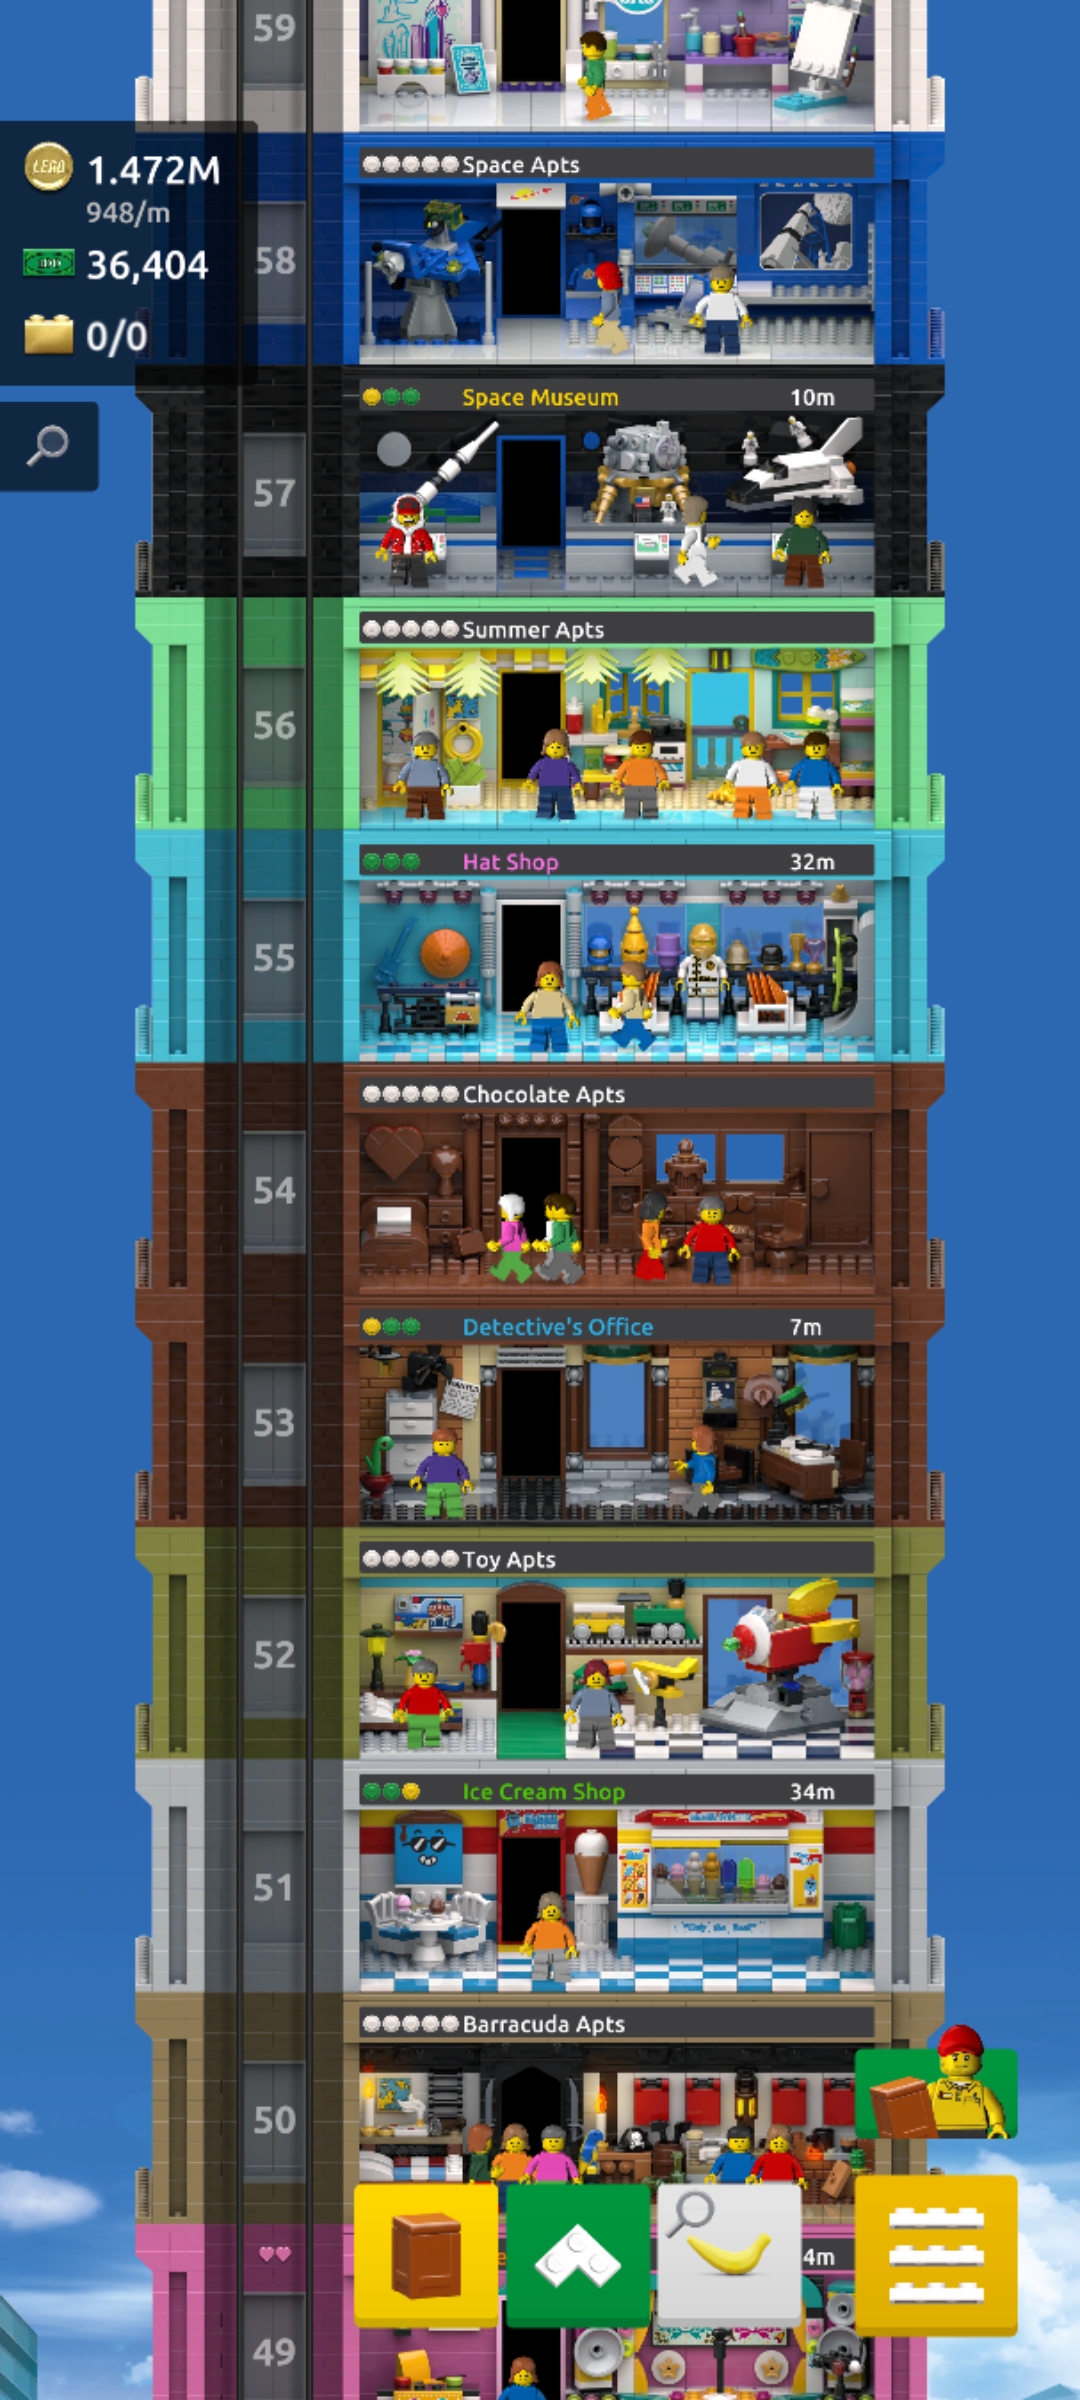 59
LEGO
1.472M
948/m
36,404
0/0
Space Apts
58
Space Museum 10m
57
Summer Apts
56
Hat Shop 32m
55
Chocolate Apts
54
Detective's Office 7m
53
Toy Apts
52
Ice Cream Shop 34m
51
Barracuda Apts
50
4m
49